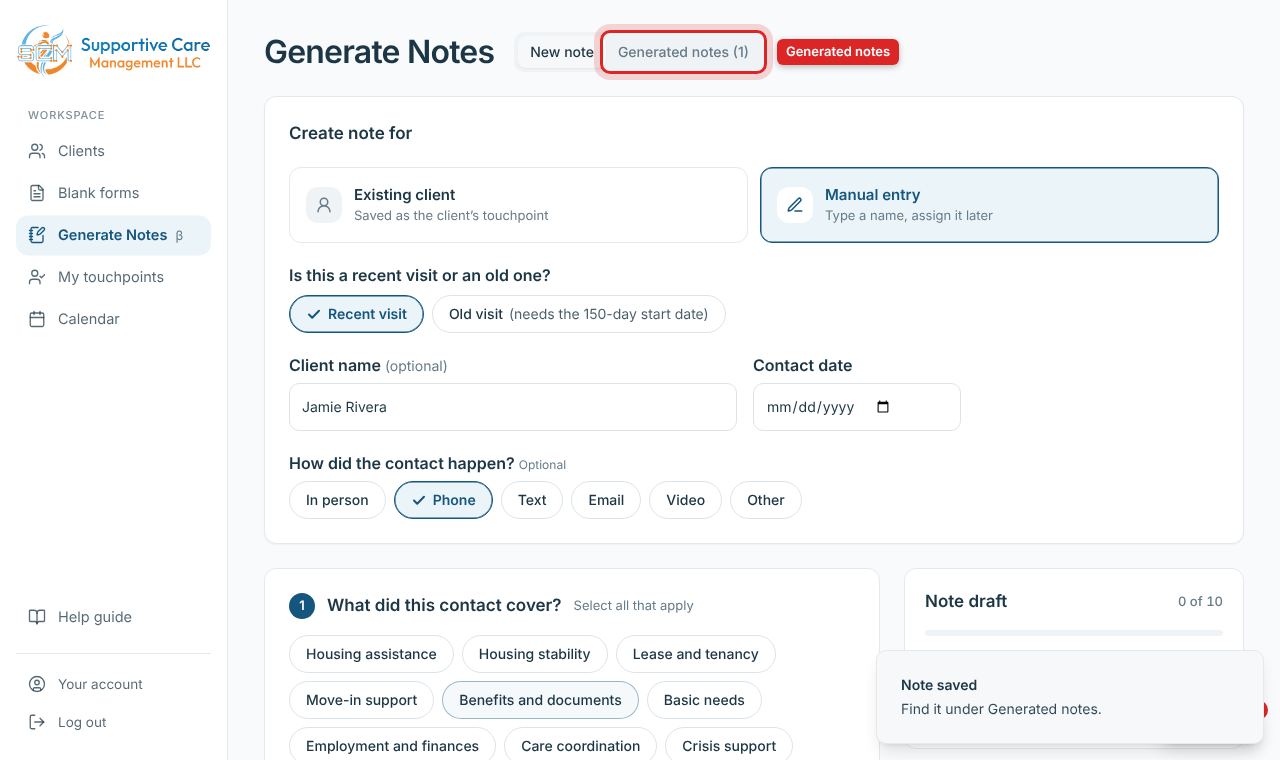 SCM Supportive Care
Management LLC
WORKSPACE
Clients
Blank forms
Generate Notes β
My touchpoints
Calendar
Help guide
Your account
Log out
Generate Notes
New note
Generated notes (1)
Generated notes
Create note for
Existing client
Saved as the client’s touchpoint
Manual entry
Type a name, assign it later
Is this a recent visit or an old one?
Recent visit
Old visit (needs the 150-day start date)
Client name (optional)
Contact date
Jamie Rivera
mm/dd/yyyy
How did the contact happen? Optional
In person
Phone
Text
Email
Video
Other
1 What did this contact cover? Select all that apply
Housing assistance
Housing stability
Lease and tenancy
Move-in support
Benefits and documents
Basic needs
Employment and finances
Care coordination
Crisis support
Note draft
0 of 10
Note saved
Find it under Generated notes.